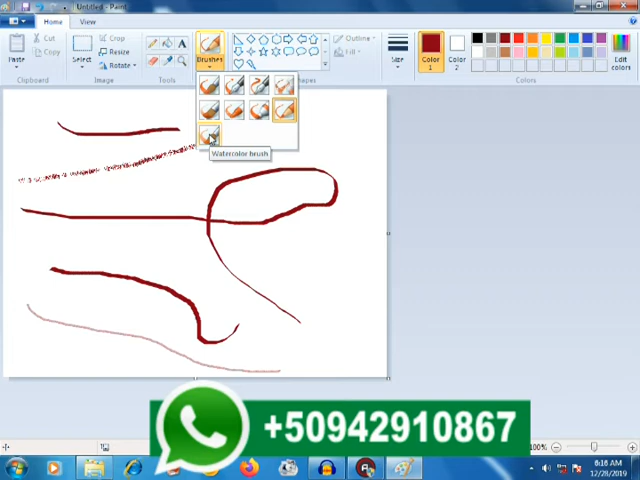 Untitled - Paint
Home View
Paste
Cut
Copy
Clipboard
Select
Crop
Resize
Rotate
Image
Tools
Brushes
Outline
Fill
Size
Color
1
Color
2
Colors
Edit
colors
Watercolor brush
+50942910867
100%
6:16 AM
12/28/2019